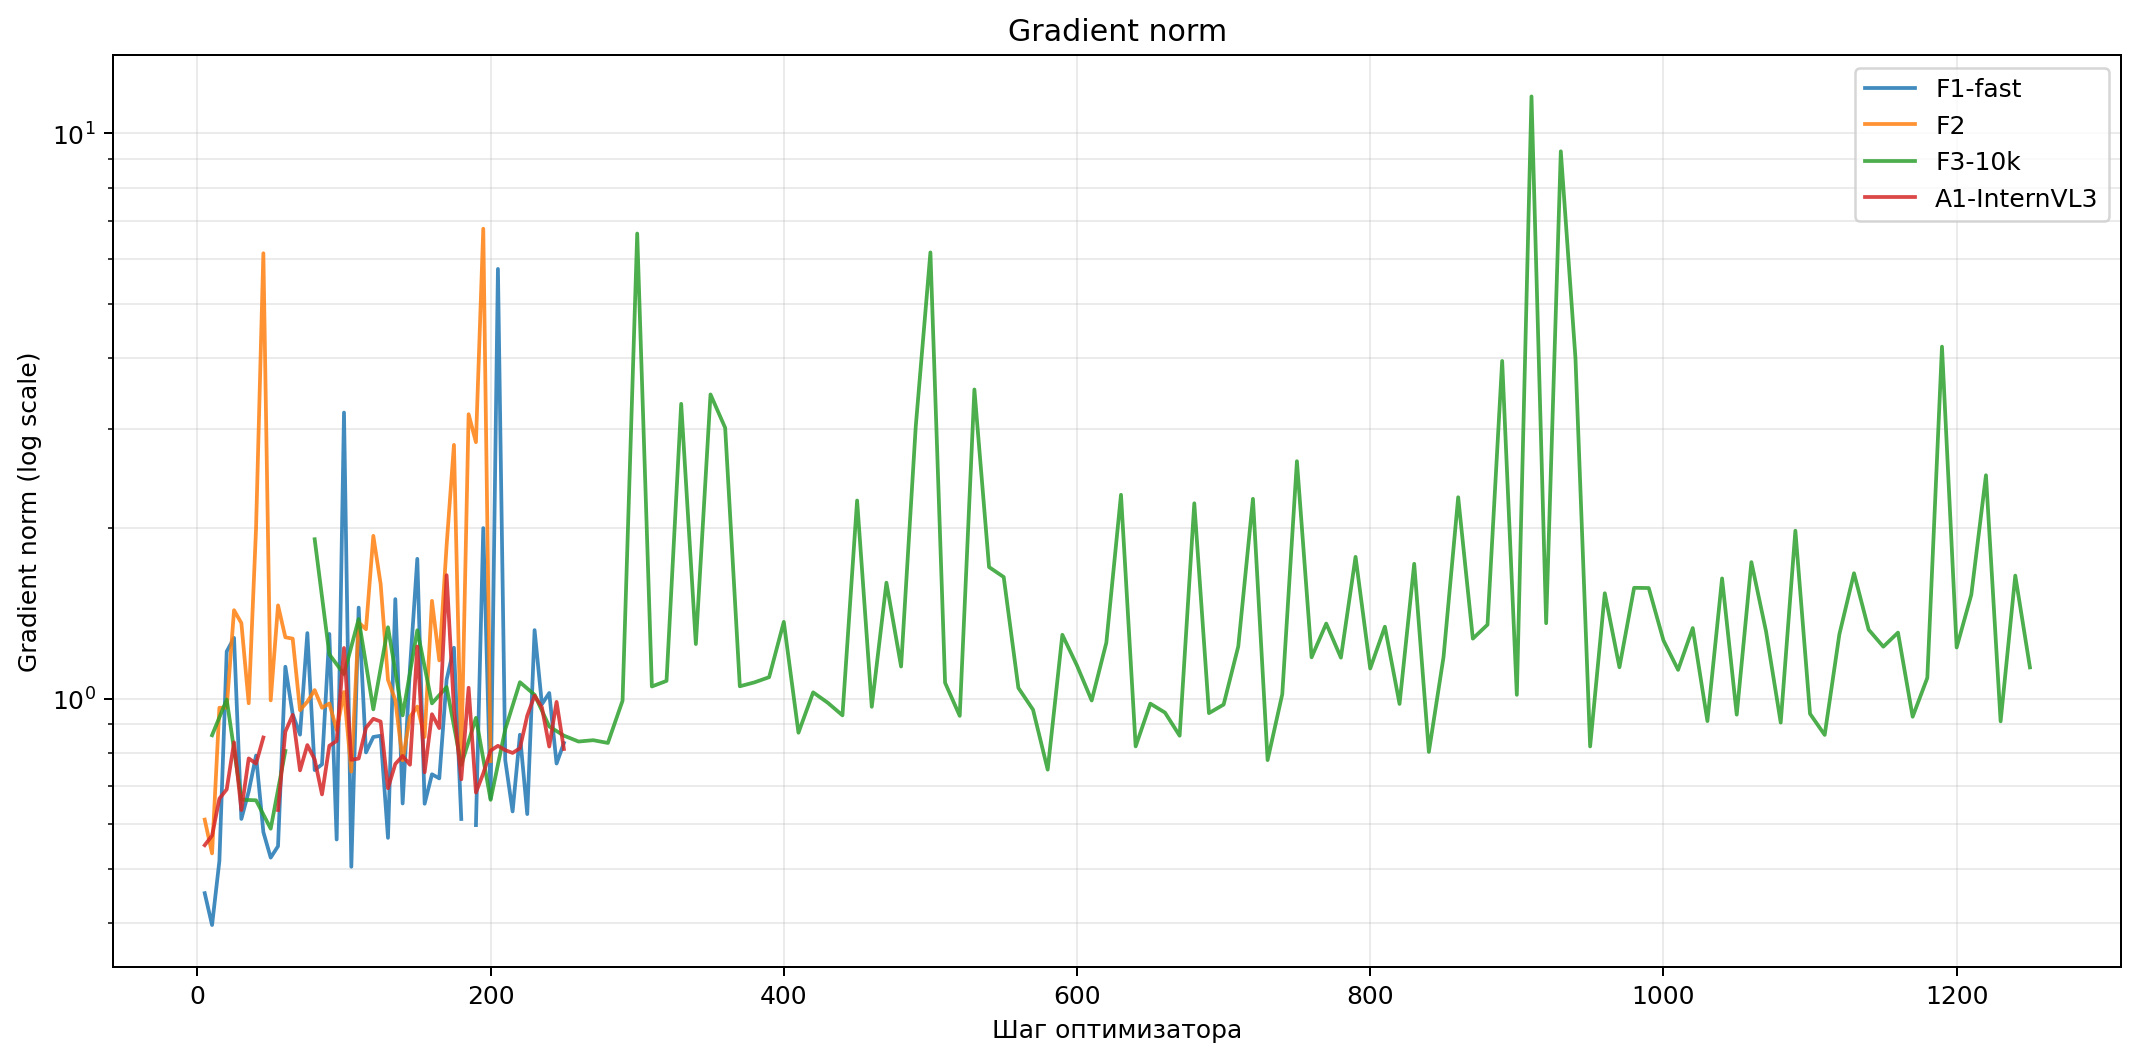 Gradient norm
F1-fast
F2
F3-10k
A1-InternVL3
10¹
10⁰
Gradient norm (log scale)
0 200 400 600 800 1000 1200
Шаг оптимизатора